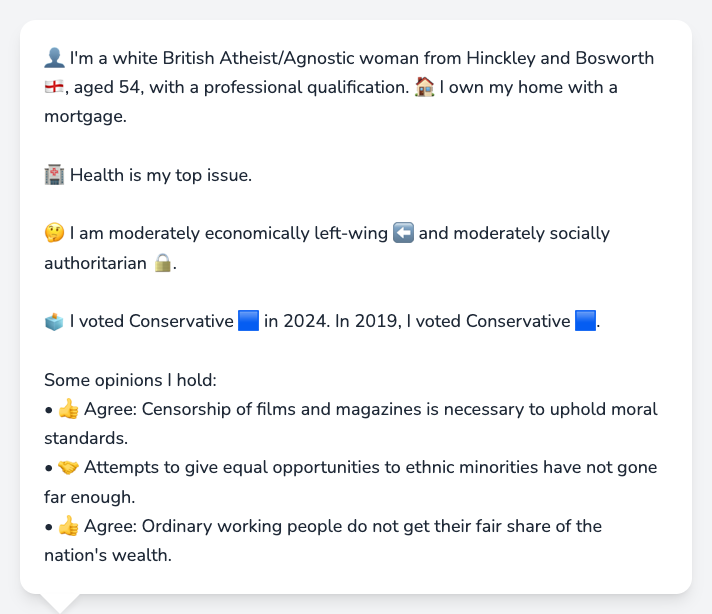 👤 I'm a white British Atheist/Agnostic woman from Hinckley and Bosworth
🏴󠁧󠁢󠁥󠁮󠁧󠁿, aged 54, with a professional qualification. 🏠 I own my home with a
mortgage.
🏥 Health is my top issue.
🤔 I am moderately economically left-wing ⬅️ and moderately socially
authoritarian 🔒.
🗳️ I voted Conservative 🟦 in 2024. In 2019, I voted Conservative 🟦.
Some opinions I hold:
• 👍 Agree: Censorship of films and magazines is necessary to uphold moral
standards.
• 🤝 Attempts to give equal opportunities to ethnic minorities have not gone
far enough.
• 👍 Agree: Ordinary working people do not get their fair share of the
nation's wealth.